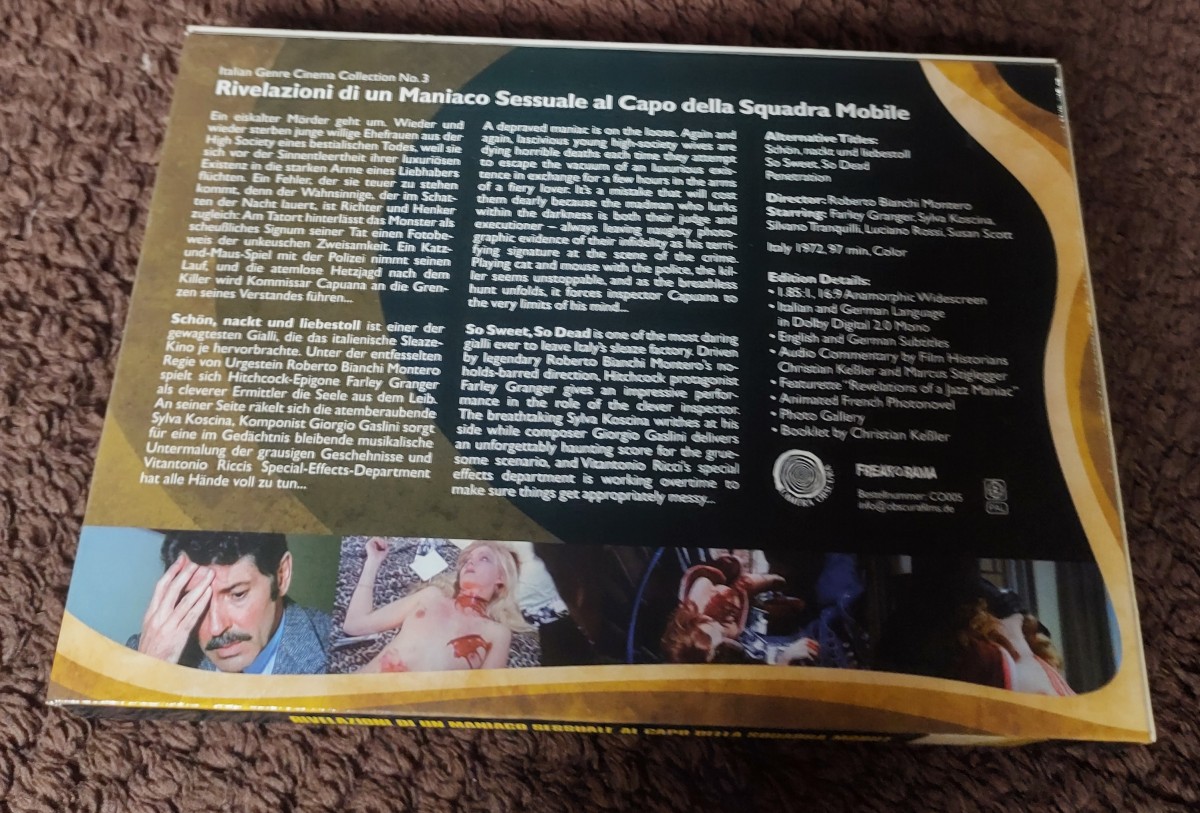 Italian Genre Cinema Collection No. 3
Rivelazioni di un Maniaco Sessuale al Capo della Squadra Mobile
Ein eiskalter Mörder geht um. Wieder und
wieder sterben junge willige Ehefrauen aus der
High Society eines bestialischen Todes, weil sie
sich vor der Sinnentleertheit ihrer luxuriösen
Existenz in die starken Arme eines Liebhabers
flüchten. Ein Fehler, der sie teuer zu stehen
kommt, denn der Wahnsinnige, der im Schat-
ten der Nacht lauert, ist Richter und Henker
zugleich: Am Tatort hinterlässt das Monster als
scheußliches Signum seiner Tat einen Fotobe-
weis der unkeuschen Zweisamkeit. Ein Katz-
und-Maus-Spiel mit der Polizei nimmt seinen
Lauf, und die atemlose Hetzjagd nach dem
Killer wird Kommissar Capuana an die Gren-
zen seines Verstandes führen...
Schön, nackt und liebestoll ist einer der
gewagtesten Gialli, die das italienische Sleaze-
Kino je hervorbrachte. Unter der entfesselten
Regie von Urgestein Roberto Bianchi Montero
spielt sich Hitchcock-Epigone Farley Granger
als cleverer Ermittler die Seele aus dem Leib.
An seiner Seite räkelt sich die atemberaubende
Sylva Koscina, Komponist Giorgio Gaslini sorgt
für eine im Gedächtnis bleibende musikalische
Untermalung der grausigen Geschehnisse und
Vitantonio Riccis Special-Effects-Department
hat alle Hände voll zu tun...
A depraved maniac is on the loose. Again and
again, lascivious young high-society wives are
dying horrible deaths each time they attempt
to escape the vacuum of an luxurious exis-
tence in exchange for a few hours in the arms
of a fiery lover. It's a mistake that will cost
them dearly because the madman who lurks
within the darkness is both their judge and
executioner – always leaving naughty photo-
graphic evidence of their infidelity as his terri-
fying signature at the scene of the crime.
Playing cat and mouse with the police, the kil-
ler seems unstoppable, and as the breathless
hunt unfolds, it forces inspector Capuana to
the very limits of his mind...
So Sweet, So Dead is one of the most daring
gialli ever to leave Italy's sleaze factory. Driven
by legendary Roberto Bianchi Montero's no-
holds-barred direction, Hitchcock protagonist
Farley Granger gives an impressive perfor-
mance in the role of the clever inspector.
The breathtaking Sylva Koscina writhes at his
side while composer Giorgio Gaslini delivers
an unforgettably haunting score for the grue-
some scenario, and Vitantonio Ricci's special
effects department is working overtime to
make sure things get appropriately messy...
Alternative Titles:
Schön, nackt und liebestoll
So Sweet, So Dead
Penetration
Director: Roberto Bianchi Montero
Starring: Farley Granger, Sylva Koscina,
Silvano Tranquilli, Luciano Rossi, Susan Scott
Italy 1972, 97 min, Color
Edition Details:
• 1.85:1, 16:9 Anamorphic Widescreen
• Italian and German Language
in Dolby Digital 2.0 Mono
• English and German Subtitles
• Audio Commentary by Film Historians
Christian Keßler and Marcus Stiglegger
• Featurette "Revelations of a Jazz Maniac"
• Animated French Photonovel
• Photo Gallery
• Booklet by Christian Keßler
FREAK-O-RAMA
Bestellnummer: CO005
info@obscurafilms.de
2
PAL
RIVELAZIONI DI UN MANIACO SESSUALE AL CAPO DELLA SQUADRA MOBILE